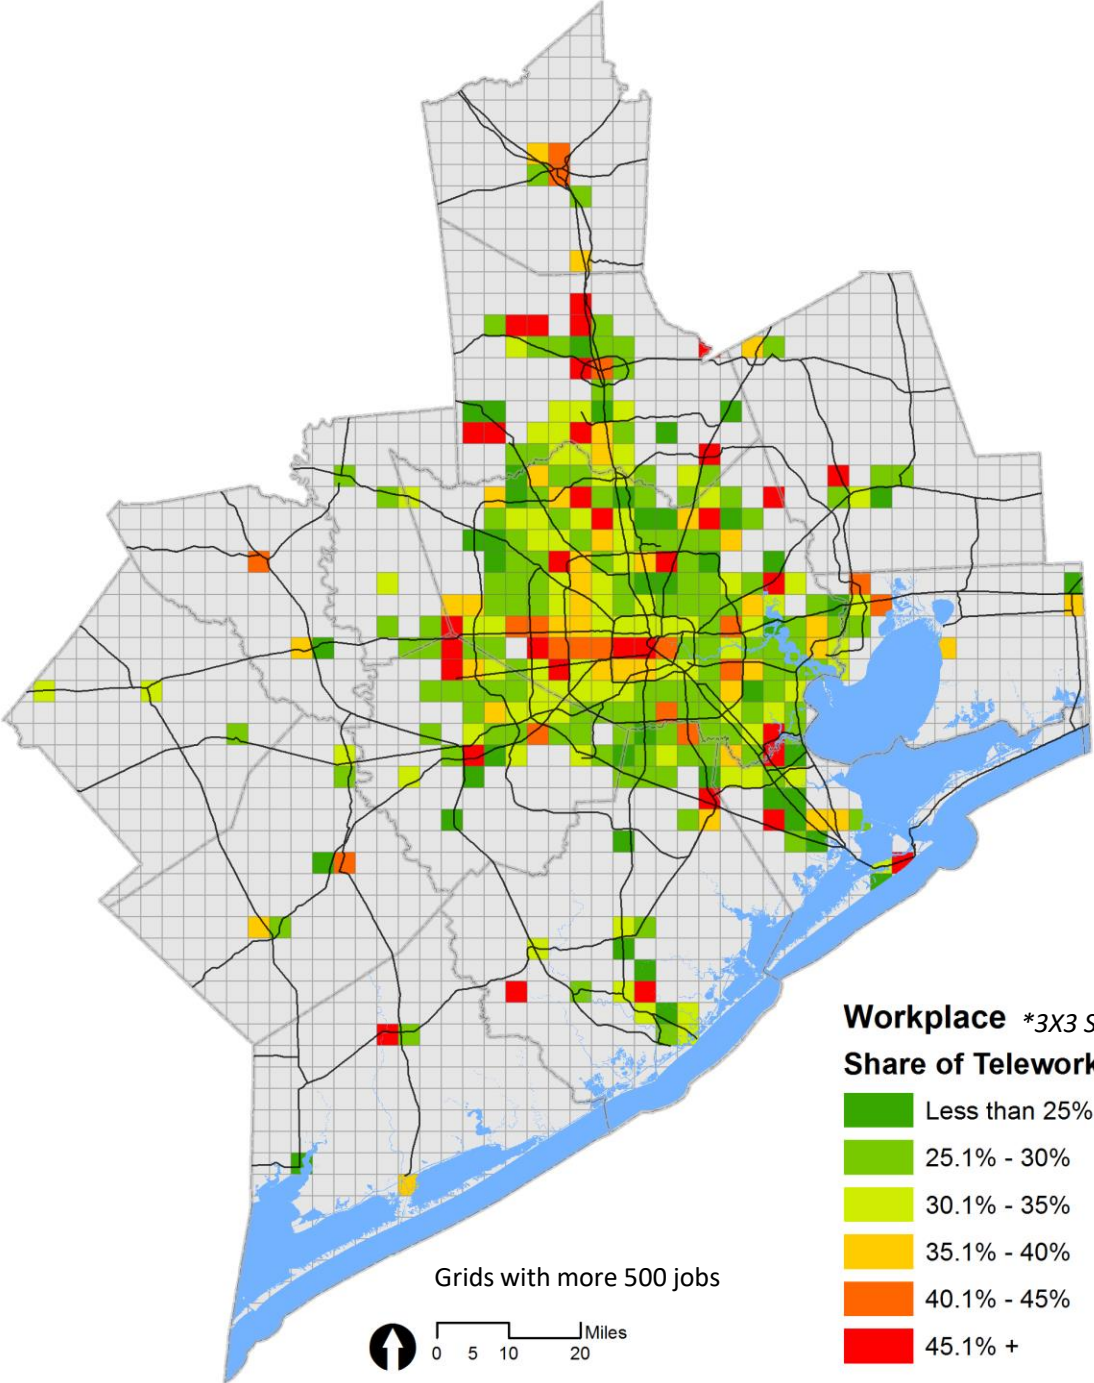 Workplace *3X3 S
Share of Telework
Less than 25%
25.1% - 30%
30.1% - 35%
35.1% - 40%
40.1% - 45%
45.1% +
Grids with more 500 jobs
Miles
0 5 10 20